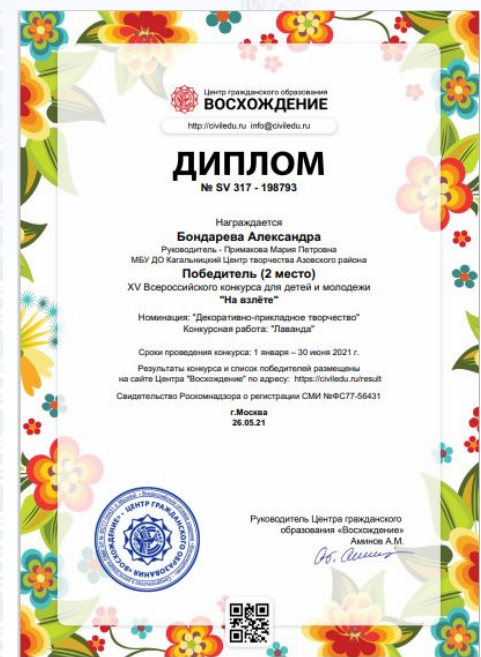 Центр гражданского образования
ВОСХОЖДЕНИЕ
http://civiledu.ru info@civiledu.ru
ДИПЛОМ
№ SV 317 - 198793
Награждается
Бондарева Александра
Руководитель - Примакова Мария Петровна
МБУ ДО Кагальницкий Центр творчества Азовского района
Победитель (2 место)
XV Всероссийского конкурса для детей и молодежи
"На взлёте"
Номинация: "Декоративно-прикладное творчество"
Конкурсная работа: "Лаванда"
Сроки проведения конкурса: 1 января – 30 июня 2021 г.
Результаты конкурса и список победителей размещены
на сайте Центра "Восхождение" по адресу: https://civiledu.ru/result
Свидетельство Роскомнадзора о регистрации СМИ №ФС77-56431
г.Москва
26.05.21
Руководитель Центра гражданского
образования «Восхождение»
Аминов А.М.
ЦЕНТР ГРАЖДАНСКОГО ОБРАЗОВАНИЯ «ВОСХОЖДЕНИЕ»